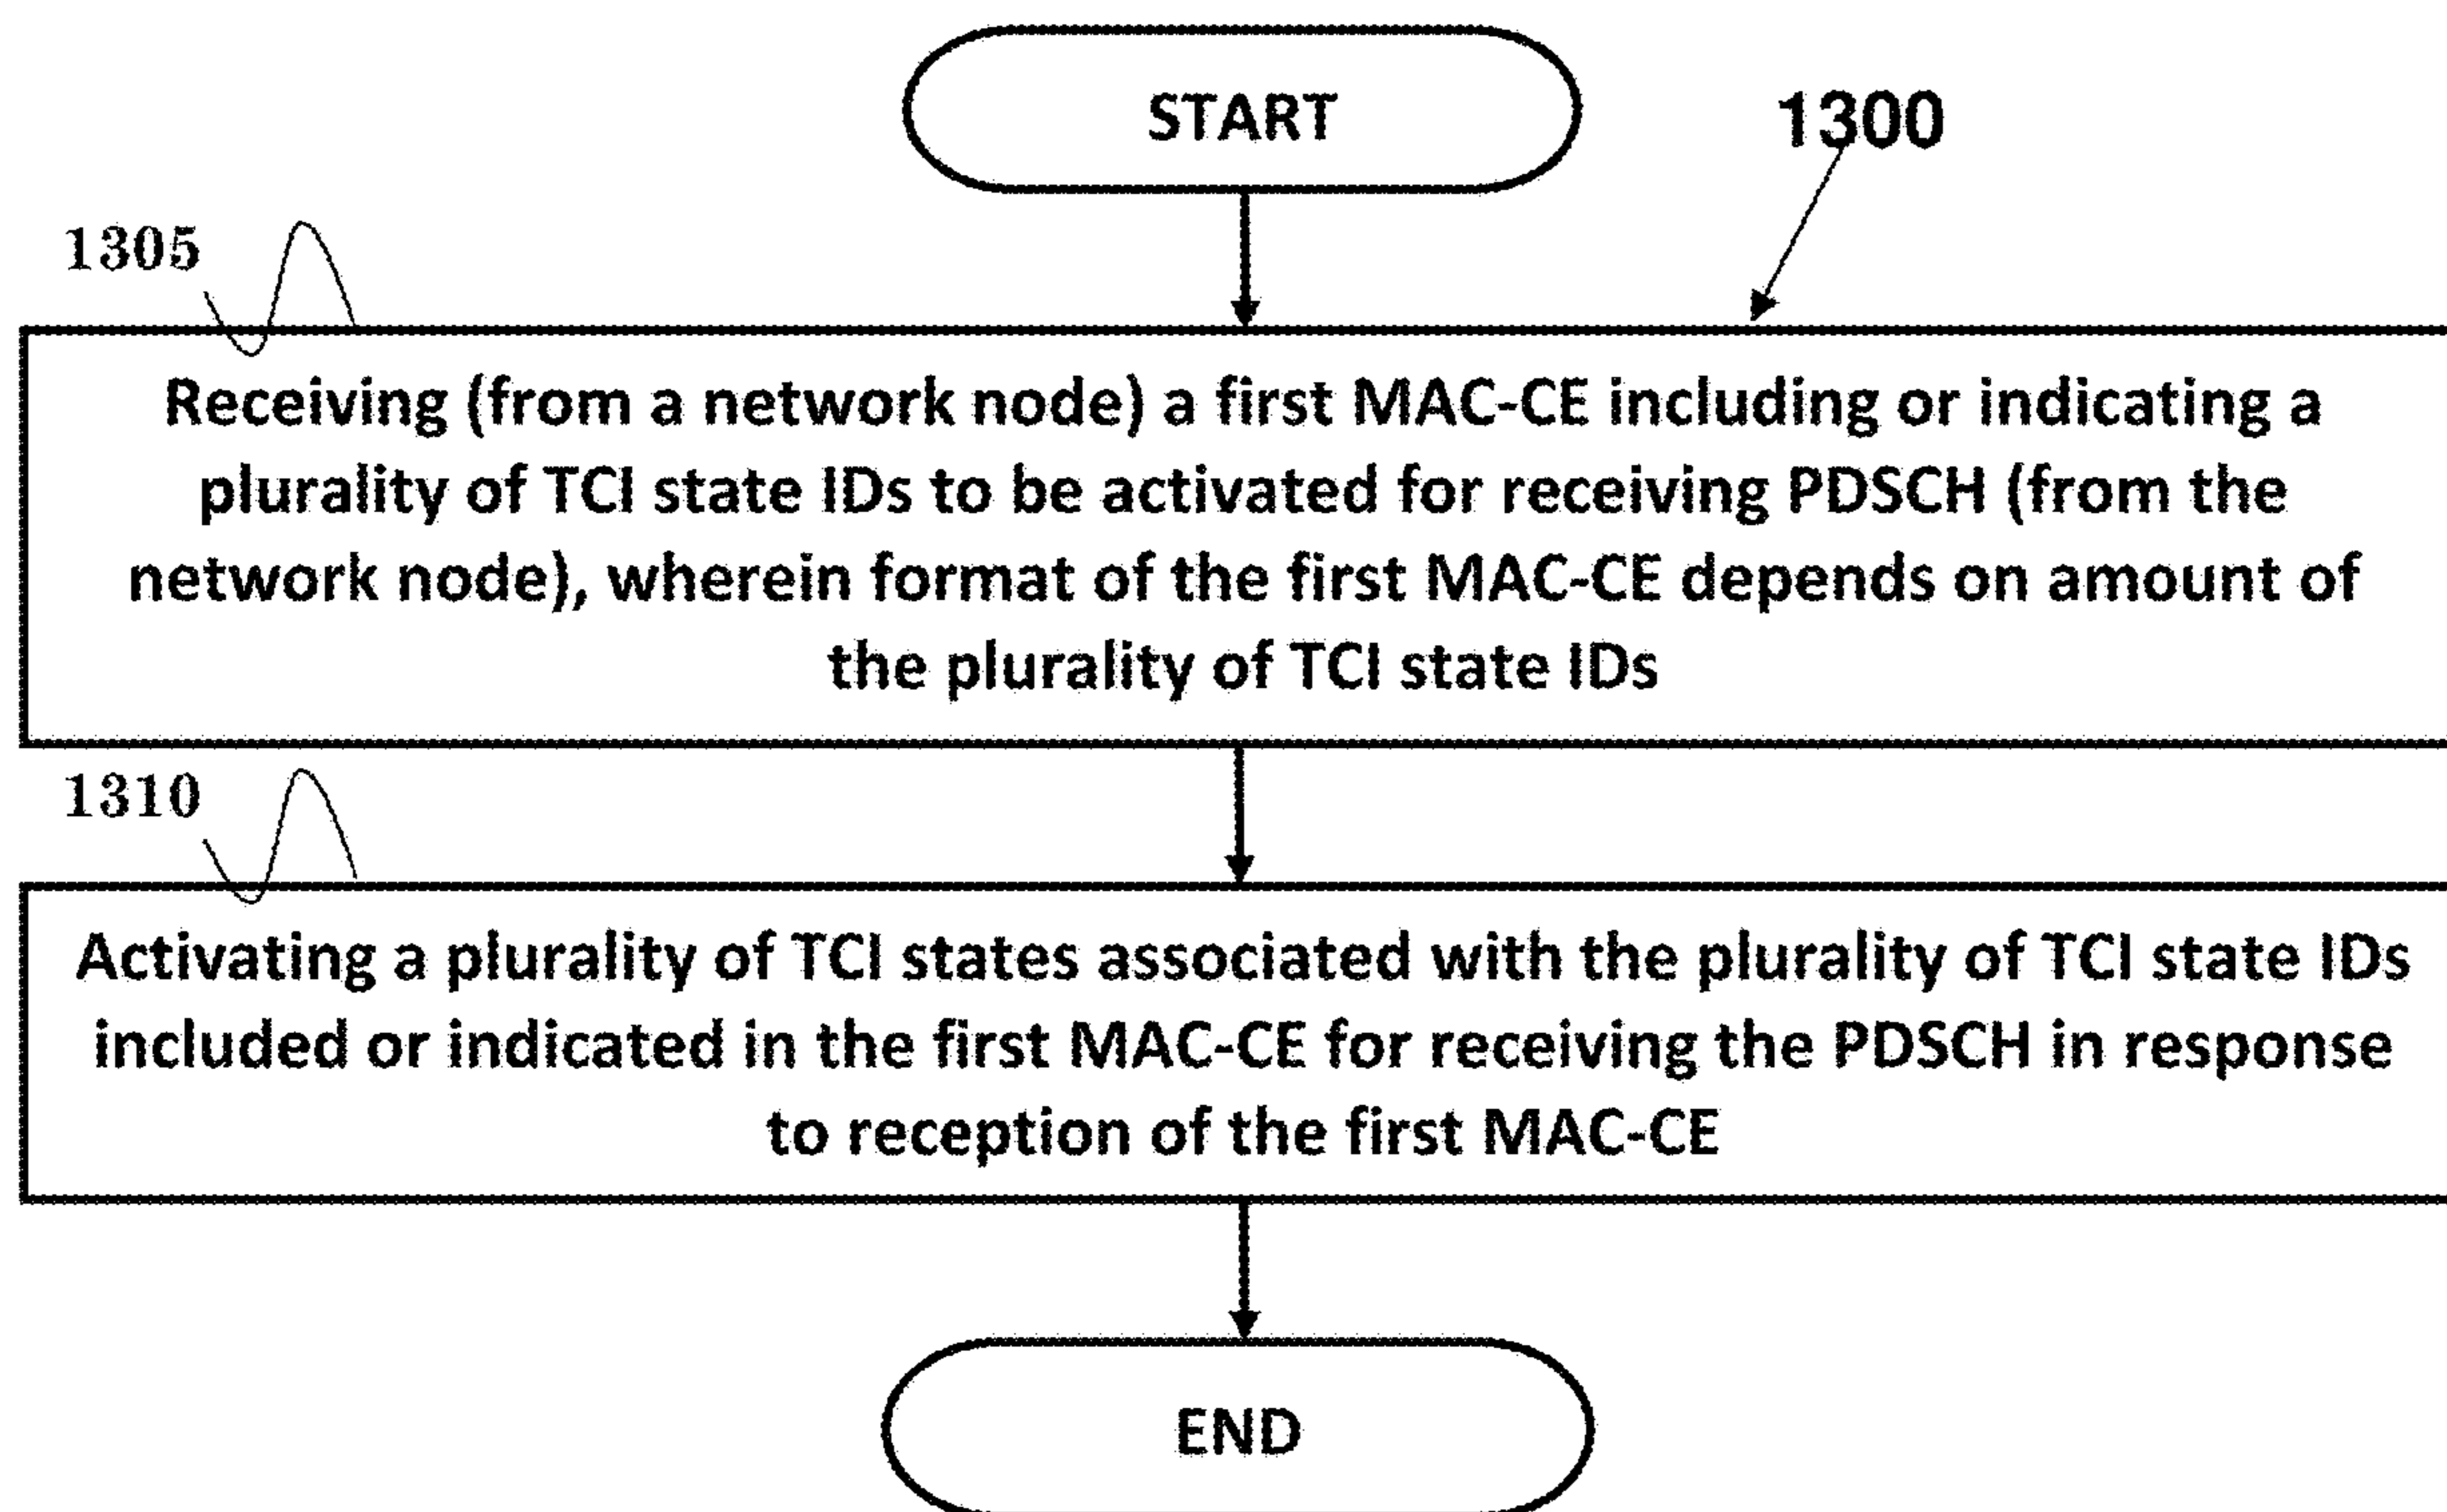 START
1300
1305
Receiving (from a network node) a first MAC-CE including or indicating a
plurality of TCI state IDs to be activated for receiving PDSCH (from the
network node), wherein format of the first MAC-CE depends on amount of
the plurality of TCI state IDs
1310
Activating a plurality of TCI states associated with the plurality of TCI state IDs
included or indicated in the first MAC-CE for receiving the PDSCH in response
to reception of the first MAC-CE
END